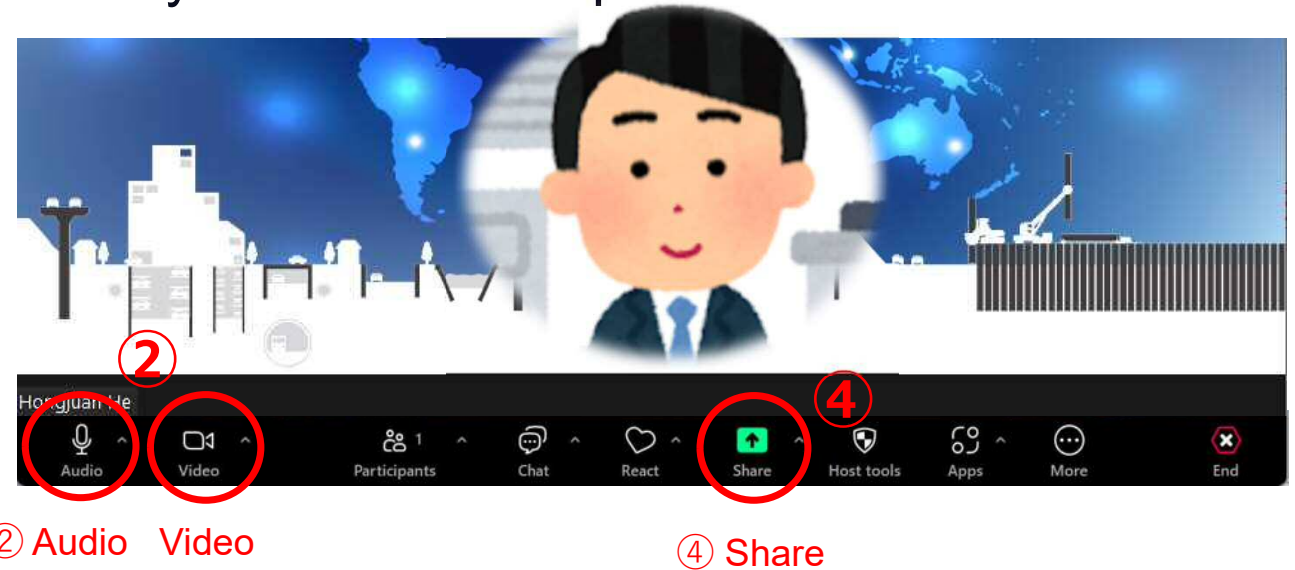 ②
④
Hongjuan He
Audio Video 1 Participants Chat React Share Host tools Apps More End
② Audio Video
④ Share